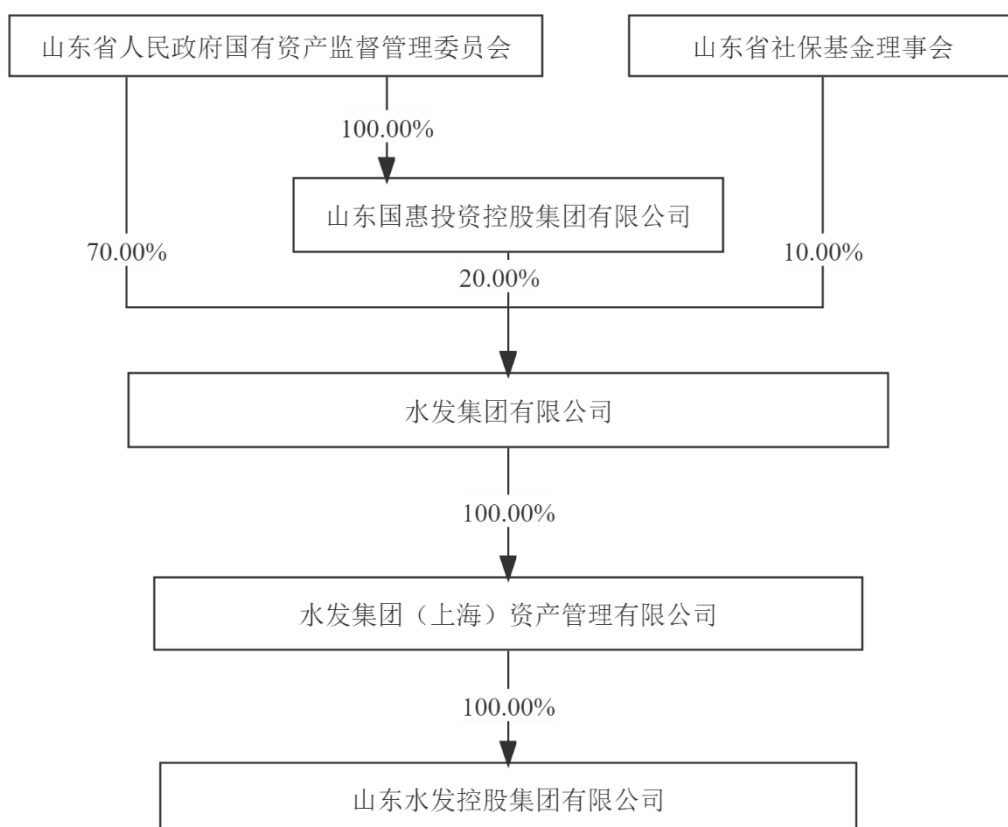 山东省人民政府国有资产监督管理委员会
山东省社保基金理事会
100.00%
山东国惠投资控股集团有限公司
70.00%
20.00%
10.00%
水发集团有限公司
100.00%
水发集团（上海）资产管理有限公司
100.00%
山东水发控股集团有限公司